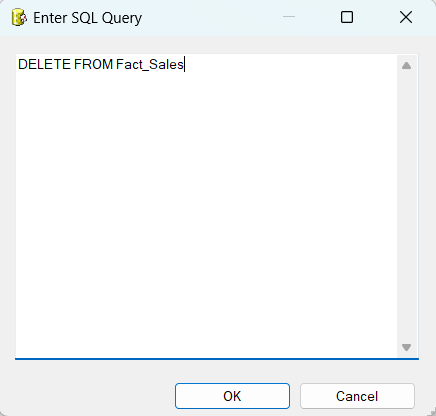 Enter SQL Query
DELETE FROM Fact_Sales
OK
Cancel